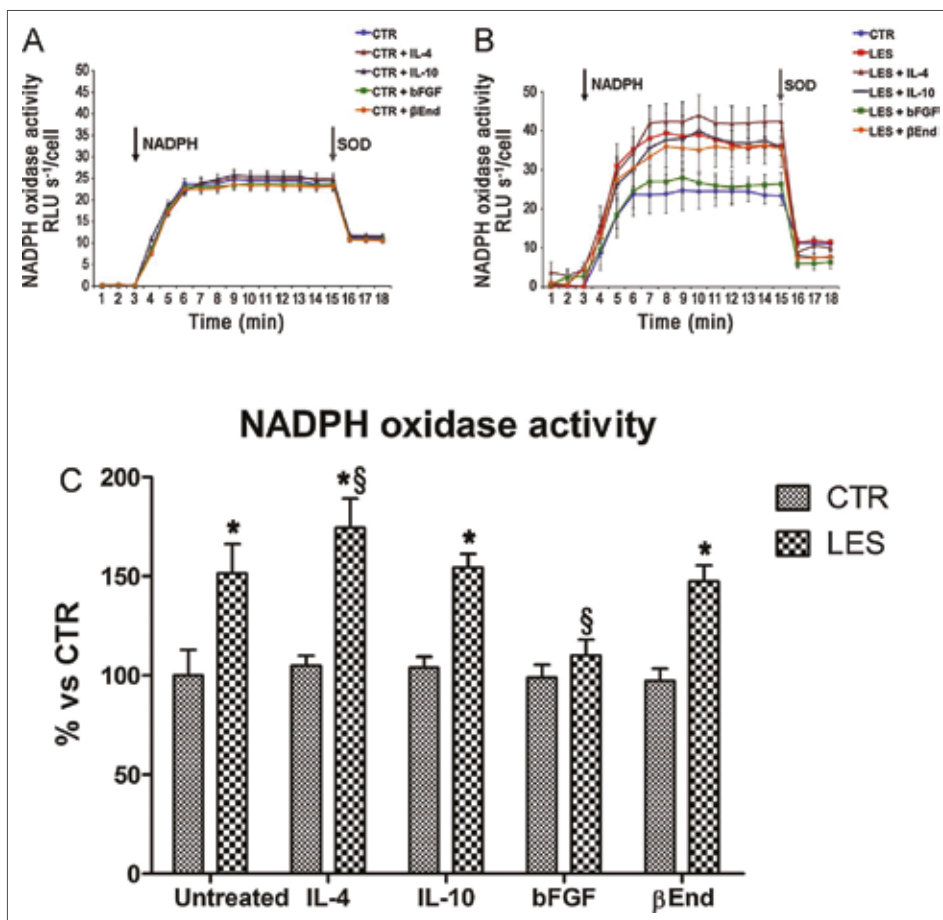 A
CTR
CTR + IL-4
CTR + IL-10
CTR + bFGF
CTR + βEnd
NADPH oxidase activity
RLU s⁻¹/cell
50
45
40
35
30
25
20
15
10
5
0
NADPH
SOD
1 2 3 4 5 6 7 8 9 10 11 12 13 14 15 16 17 18
Time (min)
B
CTR
LES
LES + IL-4
LES + IL-10
LES + bFGF
LES + βEnd
NADPH oxidase activity
RLU s⁻¹/cell
50
40
30
20
10
0
NADPH
SOD
1 2 3 4 5 6 7 8 9 10 11 12 13 14 15 16 17 18
Time (min)
NADPH oxidase activity
C
% vs CTR
200
150
100
50
0
* *§ * § *
CTR
LES
Untreated IL-4 IL-10 bFGF βEnd